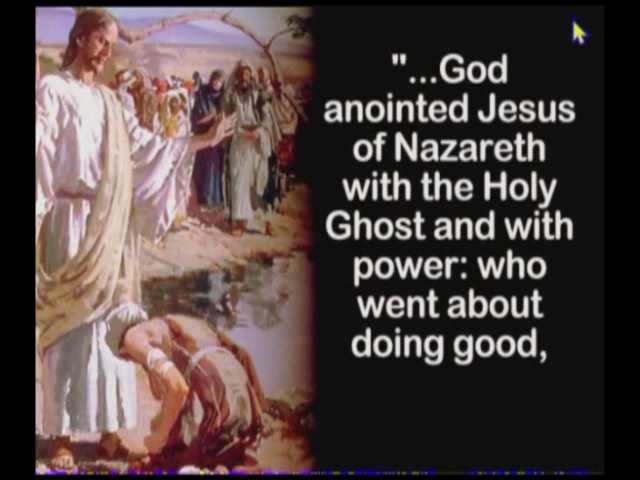 "...God
anointed Jesus
of Nazareth
with the Holy
Ghost and with
power: who
went about
doing good,